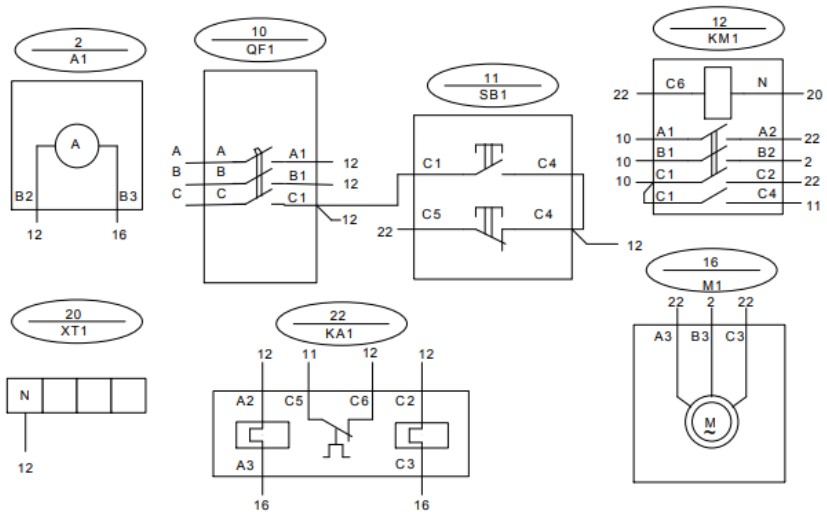 2
A1
A
B2 B3
12 16
10
QF1
A A A1 12
B B B1 12
C C C1
12
11
SB1
C1 C4
22 C5 C4
12
12
KM1
22 C6 N 20
10 A1 A2 22
10 B1 B2 2
10 C1 C2 22
C1 C4
11
20
XT1
N
12
22
KA1
12 11 12 12
A2 C5 C6 C2
A3 C3
16 16
16
M1
22 2 22
A3 B3 C3
M
~